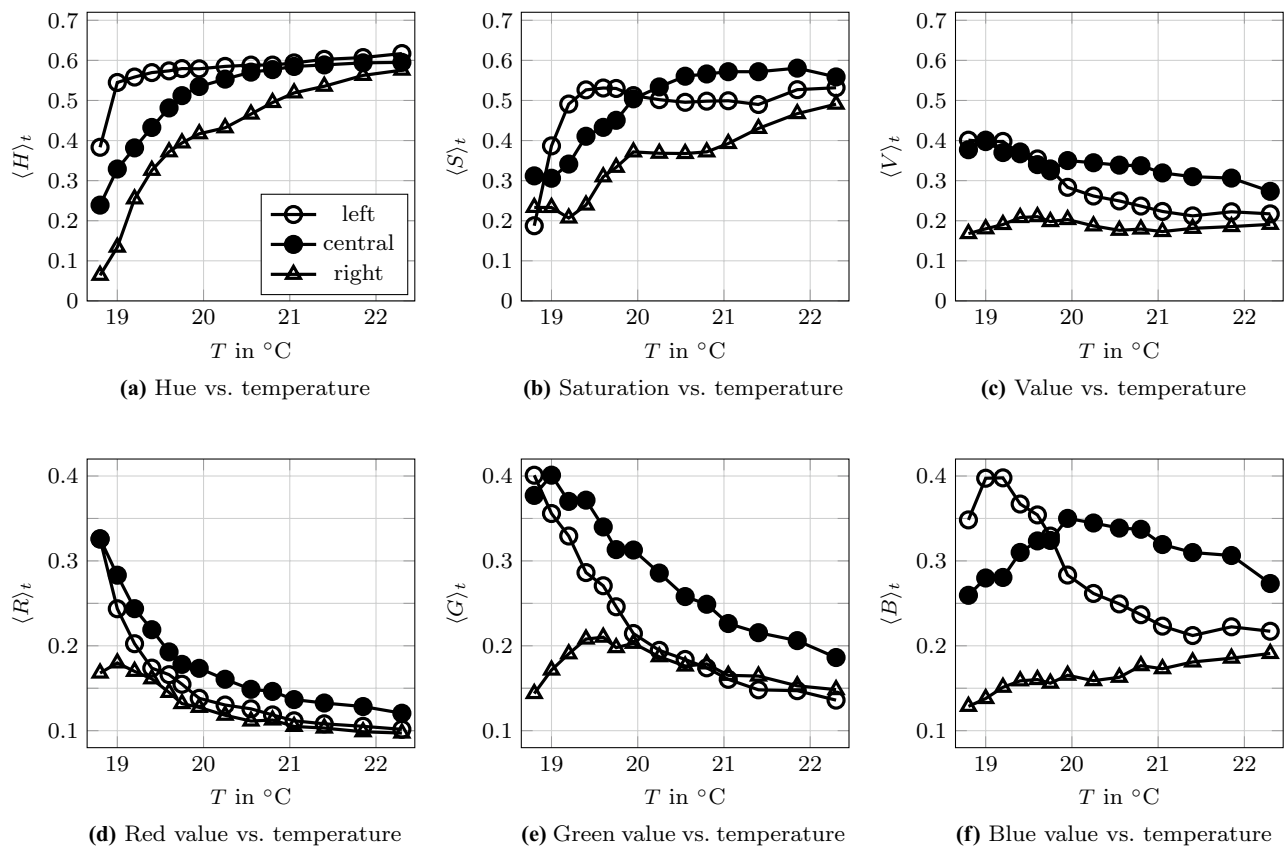 0.7
0.6
0.5
0.4
0.3
0.2
0.1
0
⟨H⟩t
left
central
right
19 20 21 22
T in °C
(a) Hue vs. temperature
0.7
0.6
0.5
0.4
0.3
0.2
0.1
0
⟨S⟩t
19 20 21 22
T in °C
(b) Saturation vs. temperature
0.7
0.6
0.5
0.4
0.3
0.2
0.1
0
⟨V⟩t
19 20 21 22
T in °C
(c) Value vs. temperature
0.4
0.3
0.2
0.1
⟨R⟩t
19 20 21 22
T in °C
(d) Red value vs. temperature
0.4
0.3
0.2
0.1
⟨G⟩t
19 20 21 22
T in °C
(e) Green value vs. temperature
0.4
0.3
0.2
0.1
⟨B⟩t
19 20 21 22
T in °C
(f) Blue value vs. temperature